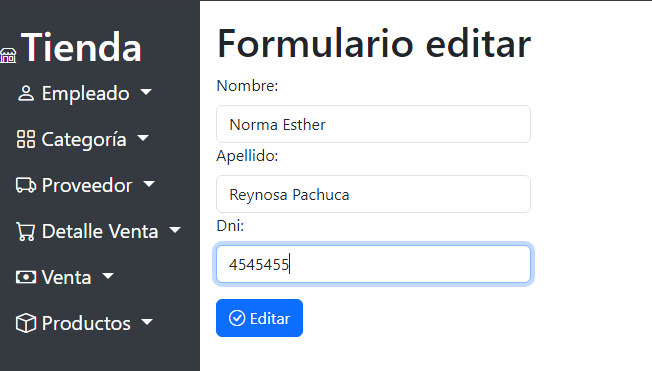 Tienda
Empleado
Categoría
Proveedor
Detalle Venta
Venta
Productos
Formulario editar
Nombre:
Norma Esther
Apellido:
Reynosa Pachuca
Dni:
4545455
Editar